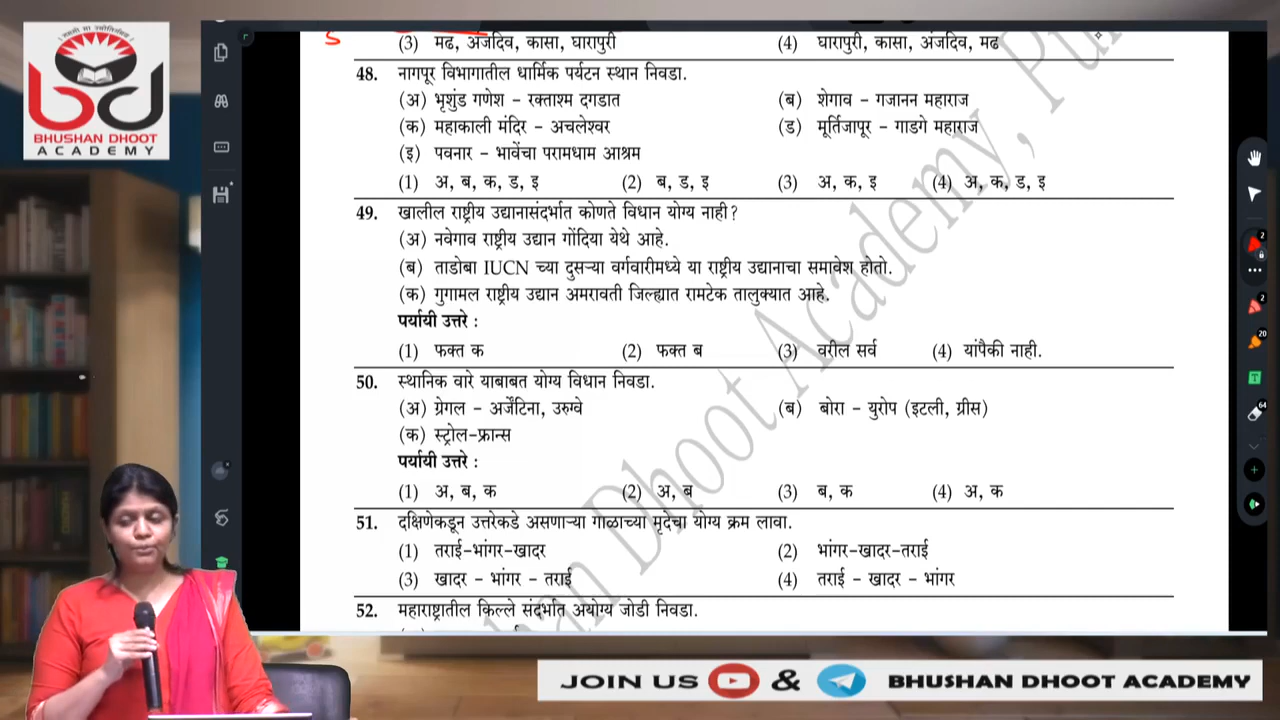 BHUSHAN DHOOT
ACADEMY
(3) मढ, अंजदिव, कासा, घारापुरी (4) घारापुरी, कासा, अंजदिव, मढ
48. नागपूर विभागातील धार्मिक पर्यटन स्थान निवडा.
(अ) भृशुंड गणेश – रक्ताश्म दगडात (ब) शेगाव – गजानन महाराज
(क) महाकाली मंदिर – अचलेश्वर (ड) मूर्तिजापूर – गाडगे महाराज
(इ) पवनार – भावेंचा परामधाम आश्रम
(1) अ, ब, क, ड, इ (2) ब, ड, इ (3) अ, क, इ (4) अ, क, ड, इ
49. खालील राष्ट्रीय उद्यानासंदर्भात कोणते विधान योग्य नाही?
(अ) नवेगाव राष्ट्रीय उद्यान गोंदिया येथे आहे.
(ब) ताडोबा IUCN च्या दुसऱ्या वर्गवारीमध्ये या राष्ट्रीय उद्यानाचा समावेश होतो.
(क) गुगामल राष्ट्रीय उद्यान अमरावती जिल्ह्यात रामटेक तालुक्यात आहे.
पर्यायी उत्तरे :
(1) फक्त क (2) फक्त ब (3) वरील सर्व (4) यांपैकी नाही.
50. स्थानिक वारे याबाबत योग्य विधान निवडा.
(अ) ग्रेगल – अर्जेंटिना, उरुग्वे (ब) बोरा – युरोप (इटली, ग्रीस)
(क) स्ट्रोल–फ्रान्स
पर्यायी उत्तरे :
(1) अ, ब, क (2) अ, ब (3) ब, क (4) अ, क
51. दक्षिणेकडून उत्तरेकडे असणाऱ्या गाळाच्या मृदेचा योग्य क्रम लावा.
(1) तराई–भांगर–खादर (2) भांगर–खादर–तराई
(3) खादर – भांगर – तराई (4) तराई – खादर – भांगर
52. महाराष्ट्रातील किल्ले संदर्भात अयोग्य जोडी निवडा.
JOIN US & BHUSHAN DHOOT ACADEMY